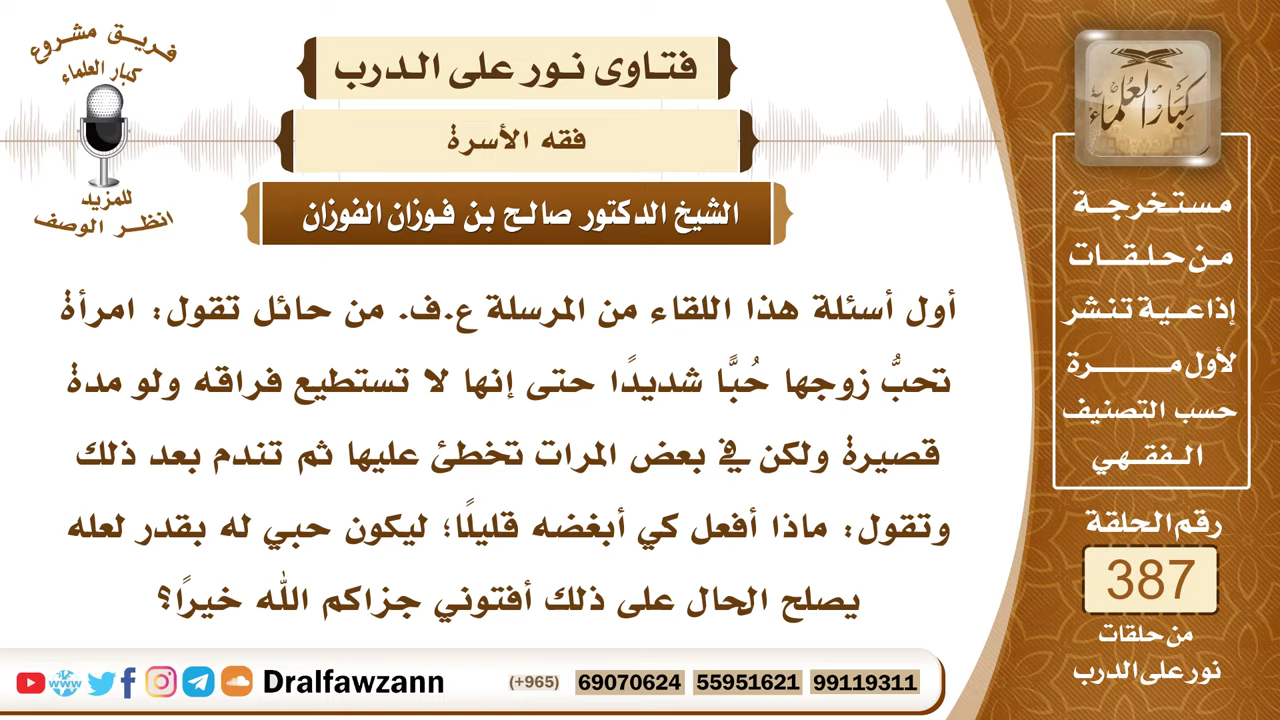 فريق مشروع
كبار العلماء
للمزيد
انظر الوصف
فتاوى نور على الدرب
فقه الأسرة
الشيخ الدكتور صالح بن فوزان الفوزان
أول أسئلة هذا اللقاء من المرسلة ع.ف. من حائل تقول: امرأة
تحبُّ زوجها حُبًّا شديدًا حتى إنها لا تستطيع فراقه ولو مدة
قصيرة ولكن في بعض المرات تخطئ عليها ثم تندم بعد ذلك
وتقول: ماذا أفعل كي أبغضه قليلًا؛ ليكون حبي له بقدر لعله
يصلح الحال على ذلك أفتوني جزاكم الله خيرًا؟
كبار العلماء
مستخرجة
من حلقات
إذاعية تنشر
لأول مرة
حسب التصنيف
الفقهي
رقم الحلقة
387
من حلقات
نور على الدرب
www Dralfawzann (+965) 69070624 55951621 99119311